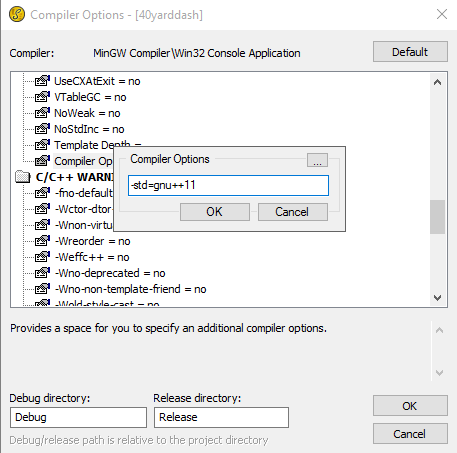 Compiler Options - [40yarddash]
Compiler: MinGW Compiler\Win32 Console Application
Default
UseCXAtExit = no
VTableGC = no
NoWeak = no
NoStdInc = no
Template Depth =
Compiler Op
C/C++ WARNI
-fno-default
-Wctor-dtor-
-Wnon-virtu
-Wreorder = no
-Weffc++ = no
-Wno-deprecated = no
-Wno-non-template-friend = no
-Wold-style-cast = no
Compiler Options
...
-std=gnu++11
OK Cancel
Provides a space for you to specify an additional compiler options.
Debug directory: Release directory:
Debug Release
OK
Debug/release path is relative to the project directory
Cancel